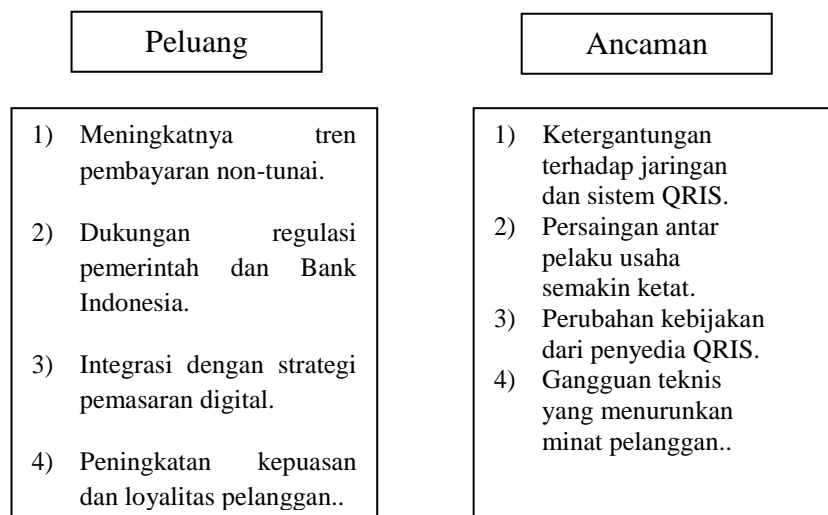 Peluang
1) Meningkatnya tren
pembayaran non-tunai.
2) Dukungan regulasi
pemerintah dan Bank
Indonesia.
3) Integrasi dengan strategi
pemasaran digital.
4) Peningkatan kepuasan
dan loyalitas pelanggan..
Ancaman
1) Ketergantungan
terhadap jaringan
dan sistem QRIS.
2) Persaingan antar
pelaku usaha
semakin ketat.
3) Perubahan kebijakan
dari penyedia QRIS.
4) Gangguan teknis
yang menurunkan
minat pelanggan..